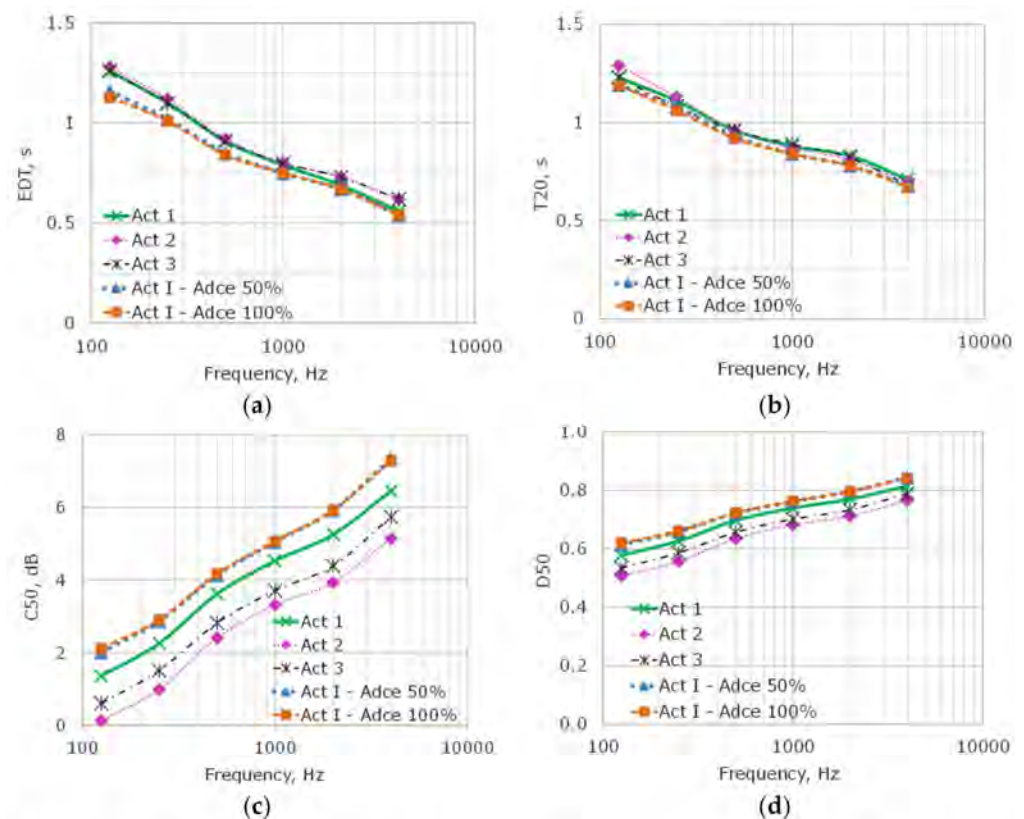 1.5
1
0.5
0
EDT, s
Act 1
Act 2
Act 3
Act I - Adce 50%
Act I - Adce 100%
100
1000
10000
Frequency, Hz
(a)
1.5
1
0.5
0
T20, s
Act 1
Act 2
Act 3
Act I - Adce 50%
Act I - Adce 100%
100
1000
10000
Frequency, Hz
(b)
8
6
4
2
0
C50, dB
Act 1
Act 2
Act 3
Act I - Adce 50%
Act I - Adce 100%
100
1000
10000
Frequency, Hz
(c)
1.0
0.8
0.6
0.4
0.2
0.0
D50
Act 1
Act 2
Act 3
Act I - Adce 50%
Act I - Adce 100%
100
1000
10000
Frequency, Hz
(d)